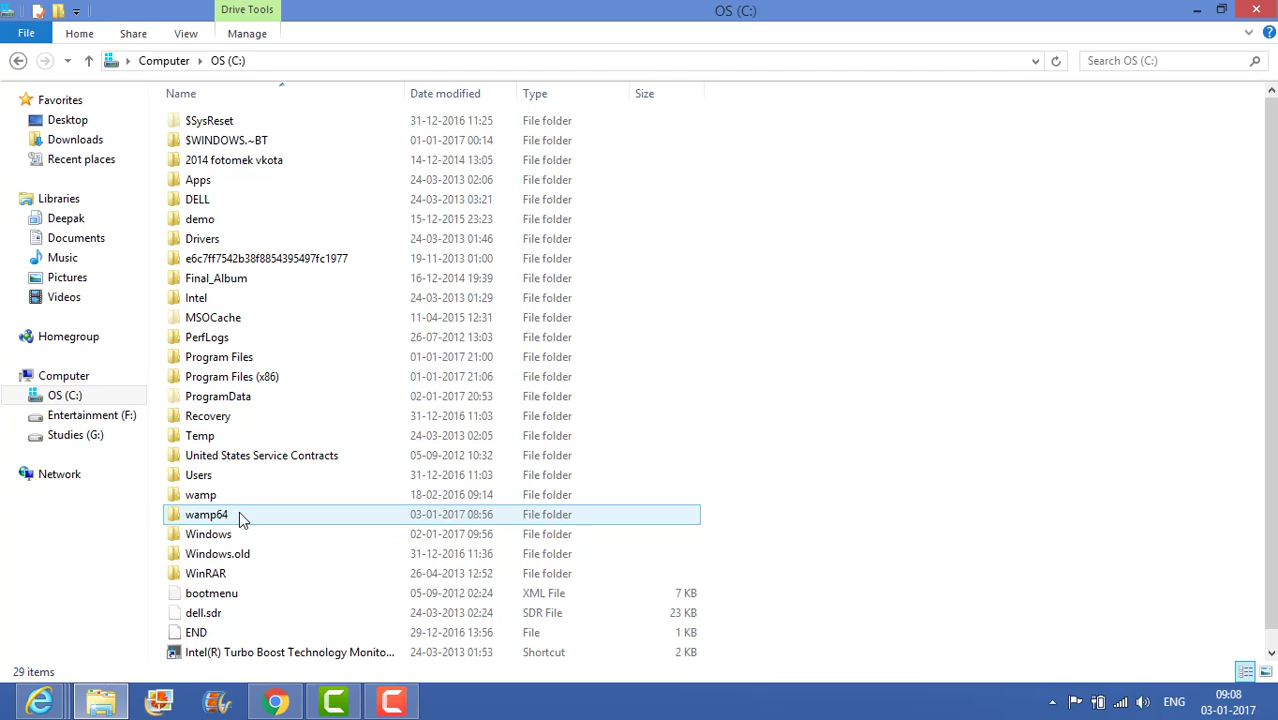 Drive Tools
OS (C:)
File Home Share View Manage
Computer OS (C:)
Search OS (C:)
Name Date modified Type Size
Favorites
Desktop
Downloads
Recent places
Libraries
Deepak
Documents
Music
Pictures
Videos
Homegroup
Computer
OS (C:)
Entertainment (F:)
Studies (G:)
Network
$SysReset 31-12-2016 11:25 File folder
$WINDOWS.~BT 01-01-2017 00:14 File folder
2014 fotomek vkota 14-12-2014 13:05 File folder
Apps 24-03-2013 02:06 File folder
DELL 24-03-2013 03:21 File folder
demo 15-12-2015 23:23 File folder
Drivers 24-03-2013 01:46 File folder
e6c7ff7542b38f8854395497fc1977 19-11-2013 01:00 File folder
Final_Album 16-12-2014 19:39 File folder
Intel 24-03-2013 01:29 File folder
MSOCache 11-04-2015 12:31 File folder
PerfLogs 26-07-2012 13:03 File folder
Program Files 01-01-2017 21:00 File folder
Program Files (x86) 01-01-2017 21:06 File folder
ProgramData 02-01-2017 20:53 File folder
Recovery 31-12-2016 11:03 File folder
Temp 24-03-2013 02:05 File folder
United States Service Contracts 05-09-2012 10:32 File folder
Users 31-12-2016 11:03 File folder
wamp 18-02-2016 09:14 File folder
wamp64 03-01-2017 08:56 File folder
Windows 02-01-2017 09:56 File folder
Windows.old 31-12-2016 11:36 File folder
WinRAR 26-04-2013 12:52 File folder
bootmenu 05-09-2012 02:24 XML File 7 KB
dell.sdr 24-03-2013 02:24 SDR File 23 KB
END 29-12-2016 13:56 File 1 KB
Intel(R) Turbo Boost Technology Monito... 24-03-2013 01:53 Shortcut 2 KB
29 items
ENG
09:08
03-01-2017